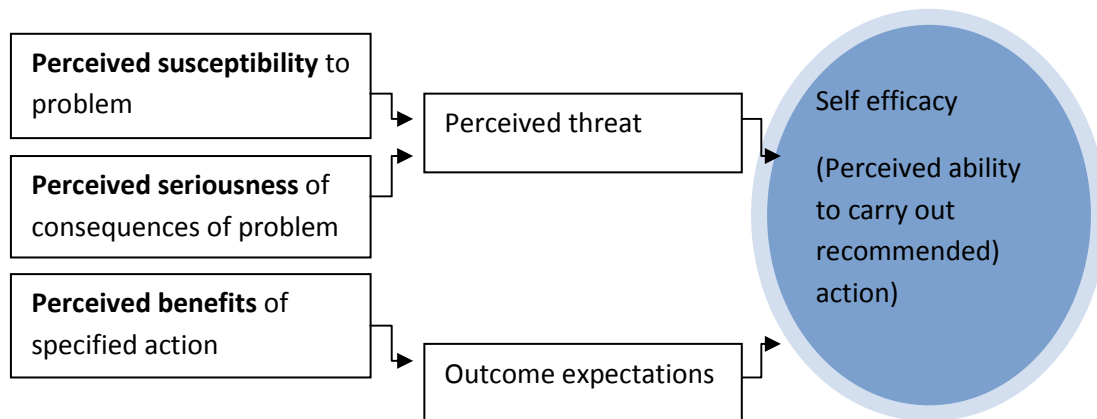 Perceived susceptibility to
problem
Perceived seriousness of
consequences of problem
Perceived benefits of
specified action
Perceived threat
Outcome expectations
Self efficacy
(Perceived ability
to carry out
recommended)
action)